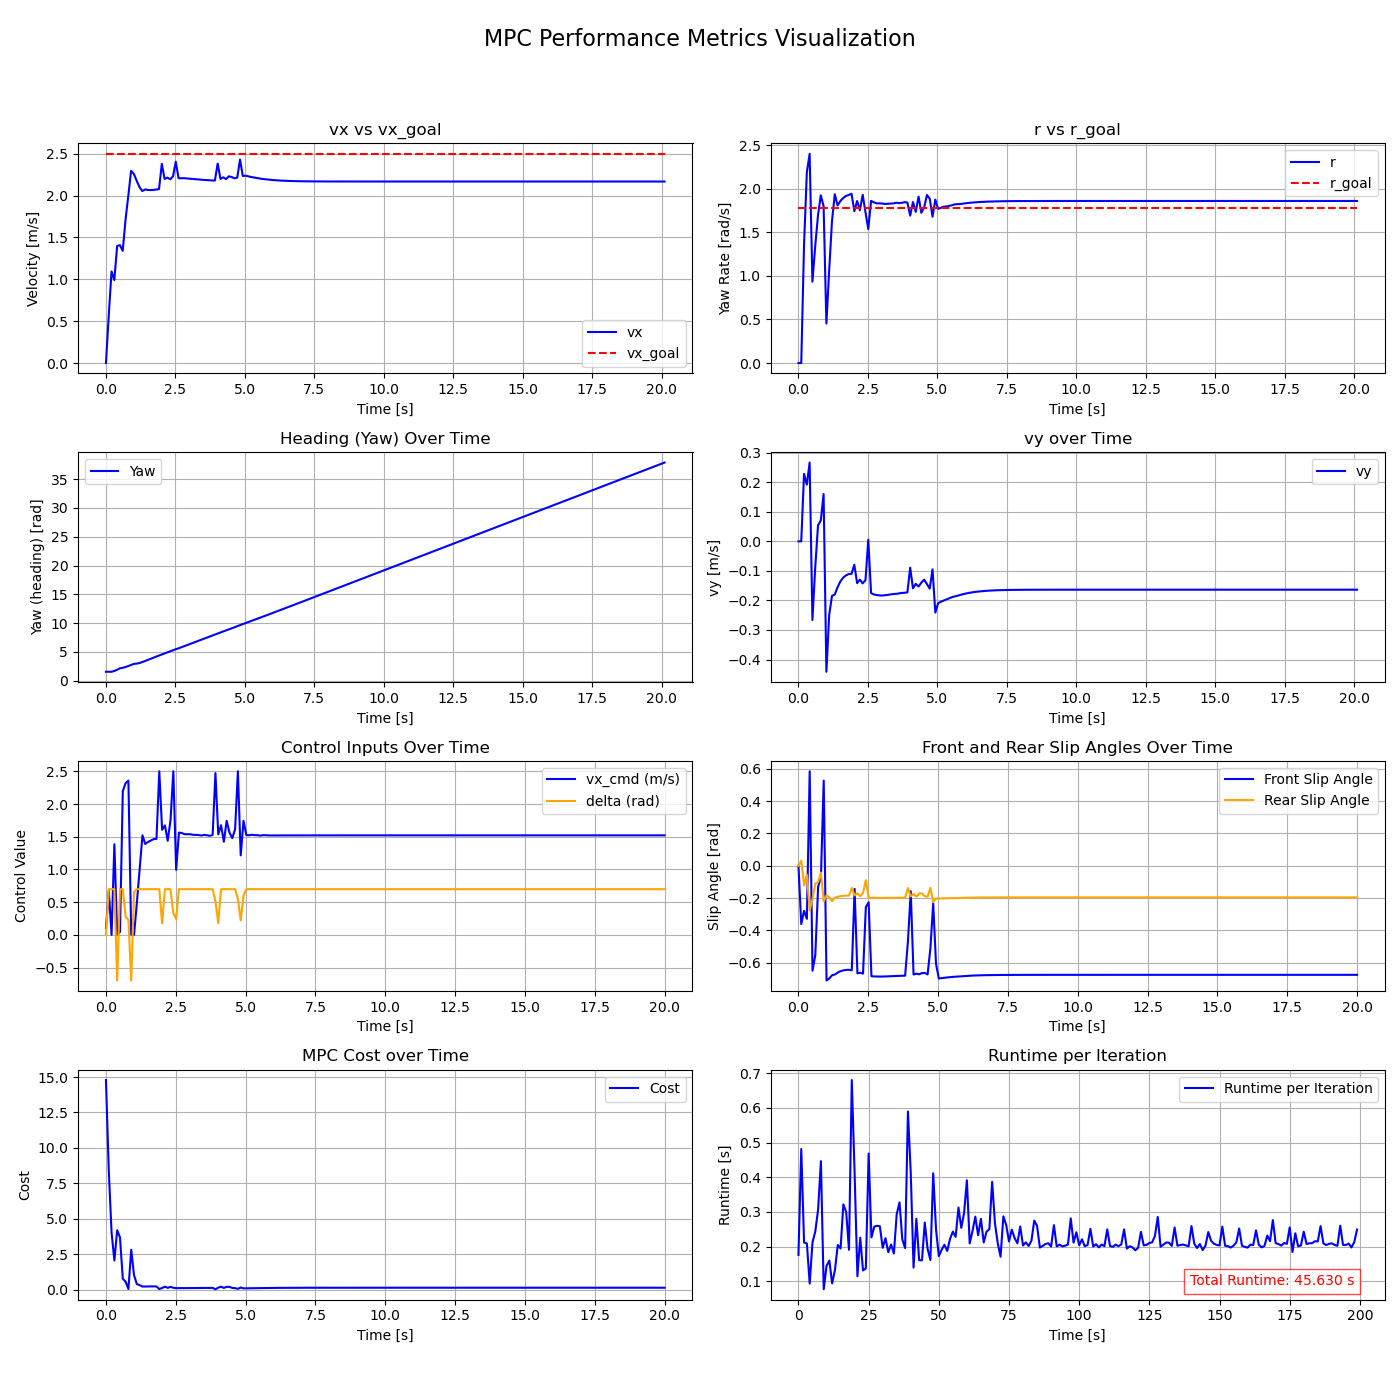 MPC Performance Metrics Visualization
vx vs vx_goal
Velocity [m/s]
2.5
2.0
1.5
1.0
0.5
0.0
vx
vx_goal
0.0 2.5 5.0 7.5 10.0 12.5 15.0 17.5 20.0
Time [s]
r vs r_goal
Yaw Rate [rad/s]
2.5
2.0
1.5
1.0
0.5
0.0
r
r_goal
0.0 2.5 5.0 7.5 10.0 12.5 15.0 17.5 20.0
Time [s]
Heading (Yaw) Over Time
Yaw (heading) [rad]
35
30
25
20
15
10
5
0
Yaw
0.0 2.5 5.0 7.5 10.0 12.5 15.0 17.5 20.0
Time [s]
vy over Time
vy [m/s]
0.3
0.2
0.1
0.0
−0.1
−0.2
−0.3
−0.4
vy
0.0 2.5 5.0 7.5 10.0 12.5 15.0 17.5 20.0
Time [s]
Control Inputs Over Time
Control Value
2.5
2.0
1.5
1.0
0.5
0.0
−0.5
vx_cmd (m/s)
delta (rad)
0.0 2.5 5.0 7.5 10.0 12.5 15.0 17.5 20.0
Time [s]
Front and Rear Slip Angles Over Time
Slip Angle [rad]
0.6
0.4
0.2
0.0
−0.2
−0.4
−0.6
Front Slip Angle
Rear Slip Angle
0.0 2.5 5.0 7.5 10.0 12.5 15.0 17.5 20.0
Time [s]
MPC Cost over Time
Cost
15.0
12.5
10.0
7.5
5.0
2.5
0.0
Cost
0.0 2.5 5.0 7.5 10.0 12.5 15.0 17.5 20.0
Time [s]
Runtime per Iteration
Runtime [s]
0.7
0.6
0.5
0.4
0.3
0.2
0.1
Runtime per Iteration
Total Runtime: 45.630 s
0 25 50 75 100 125 150 175 200
Time [s]